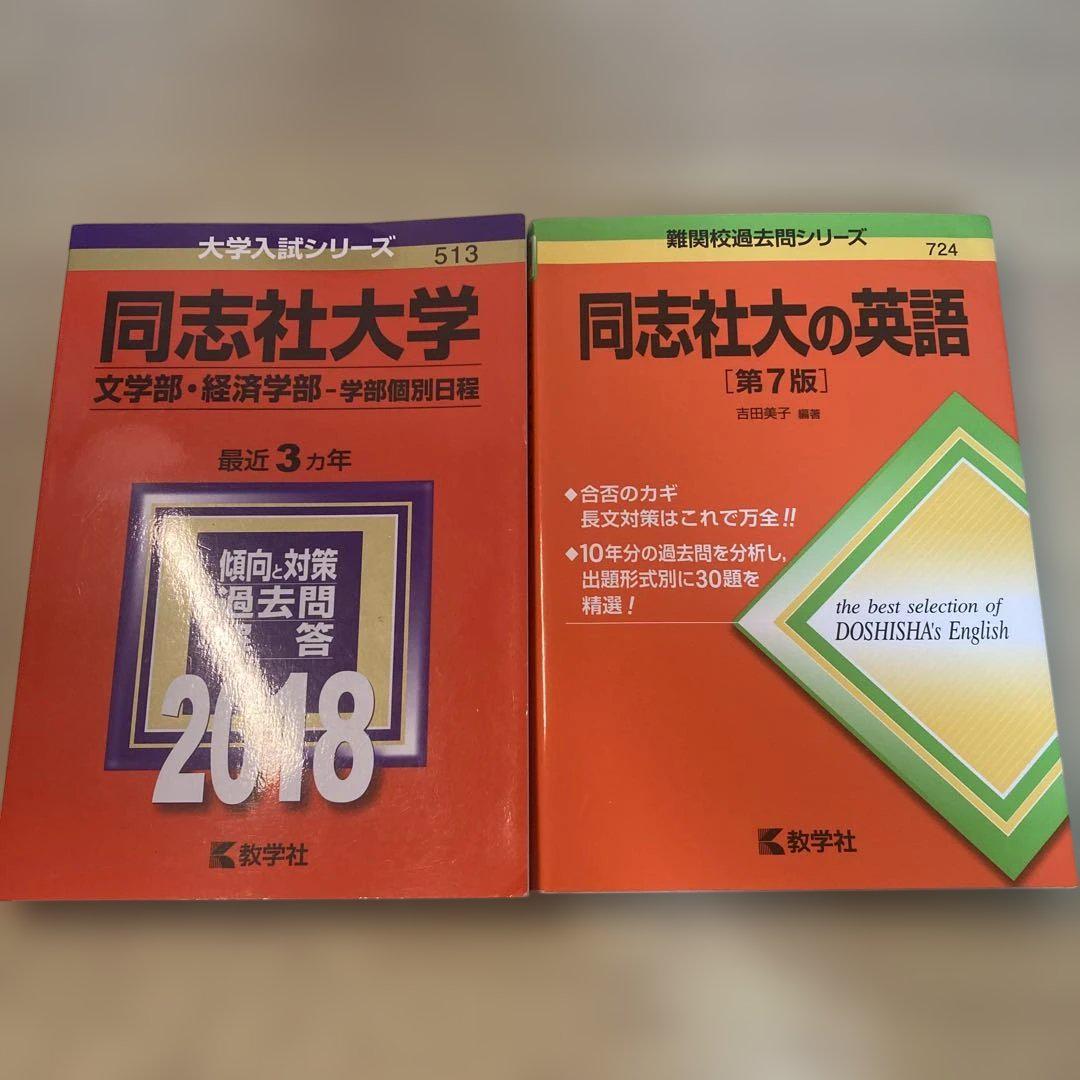 大学入試シリーズ
513
同志社大学
文学部・経済学部-学部個別日程
最近3カ年
傾向と対策
過去問
答
2018
教学社
難関校過去問シリーズ
724
同志社大の英語
[第7版]
吉田美子 編著
◆合否のカギ
長文対策はこれで万全!!
◆10年分の過去問を分析し,
出題形式別に30題を
精選!
the best selection of
DOSHISHA's English
教学社